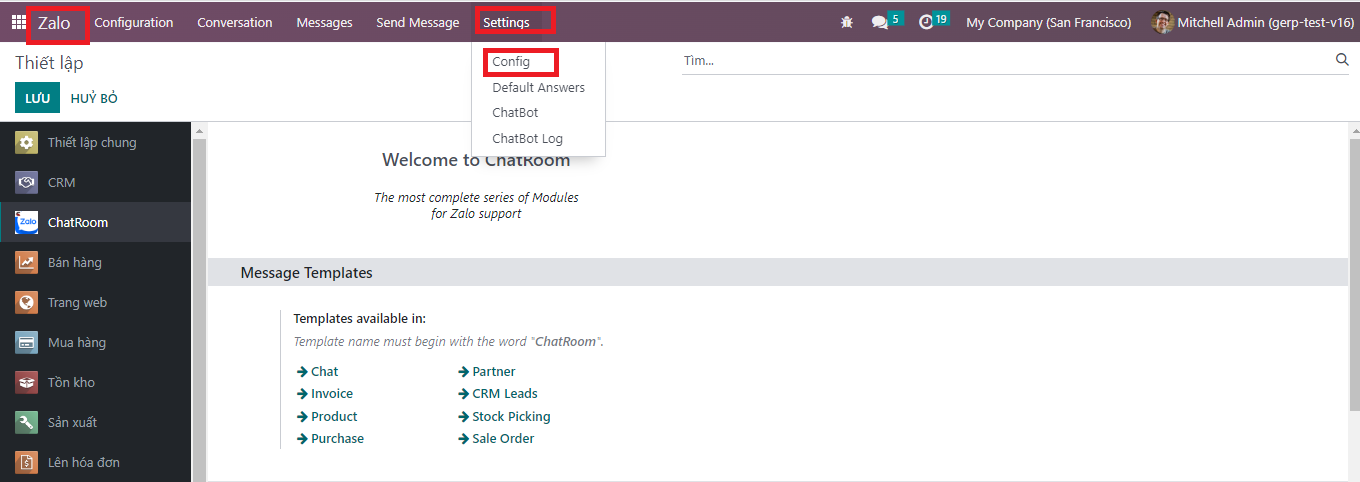 Zalo Configuration Conversation Messages Send Message Settings 5 19 My Company (San Francisco) Mitchell Admin (gerp-test-v16)
Thiết lập
Tìm...
LƯU HUỶ BỎ
Config
Default Answers
ChatBot
ChatBot Log
Thiết lập chung
CRM
Zalo
ChatRoom
Bán hàng
Trang web
Mua hàng
Tồn kho
Sản xuất
Lên hóa đơn
Welcome to ChatRoom
The most complete series of Modules
for Zalo support
Message Templates
Templates available in:
Template name must begin with the word "ChatRoom".
Chat Partner
Invoice CRM Leads
Product Stock Picking
Purchase Sale Order